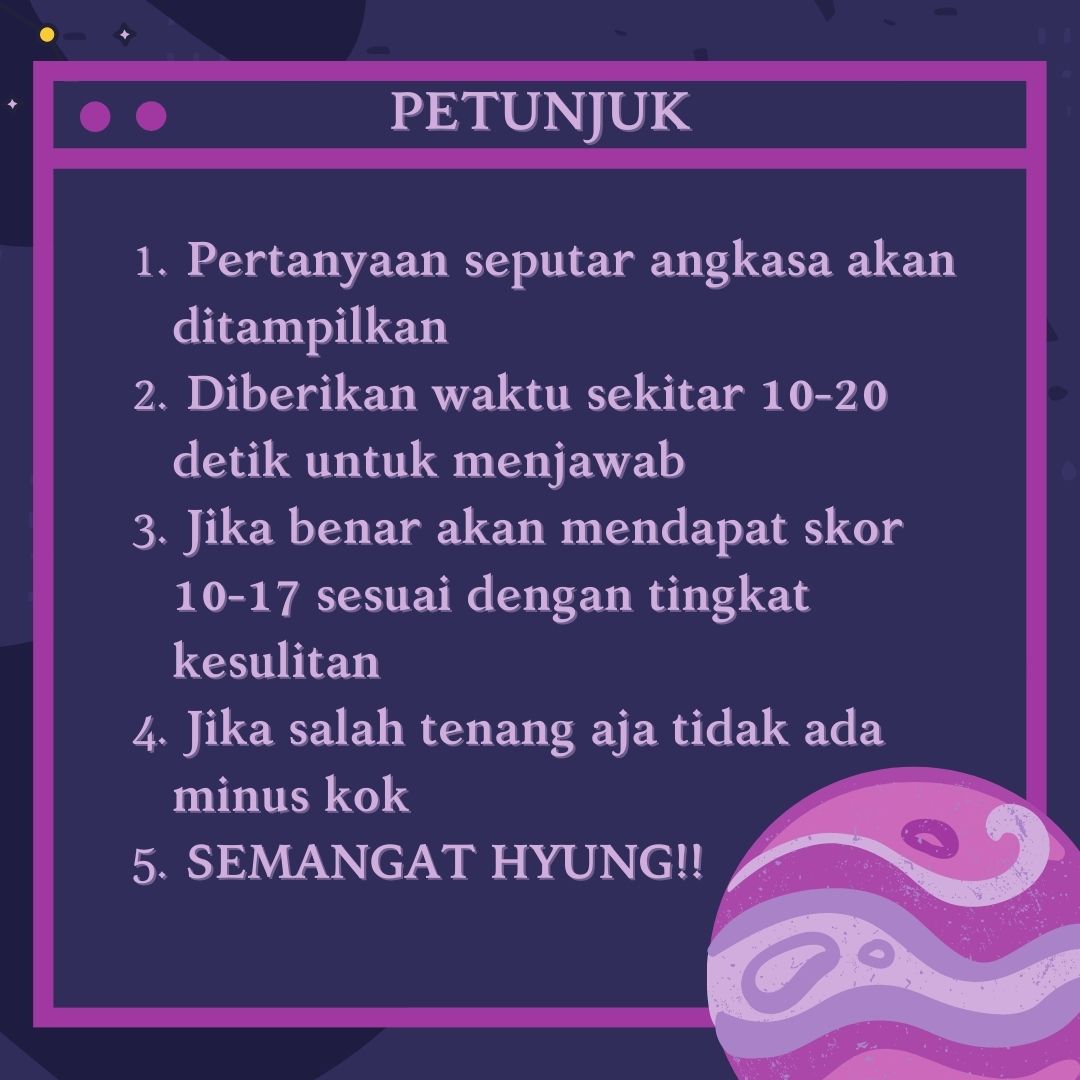 PETUNJUK
1. Pertanyaan seputar angkasa akan
ditampilkan
2. Diberikan waktu sekitar 10-20
detik untuk menjawab
3. Jika benar akan mendapat skor
10-17 sesuai dengan tingkat
kesulitan
4. Jika salah tenang aja tidak ada
minus kok
5. SEMANGAT HYUNG!!